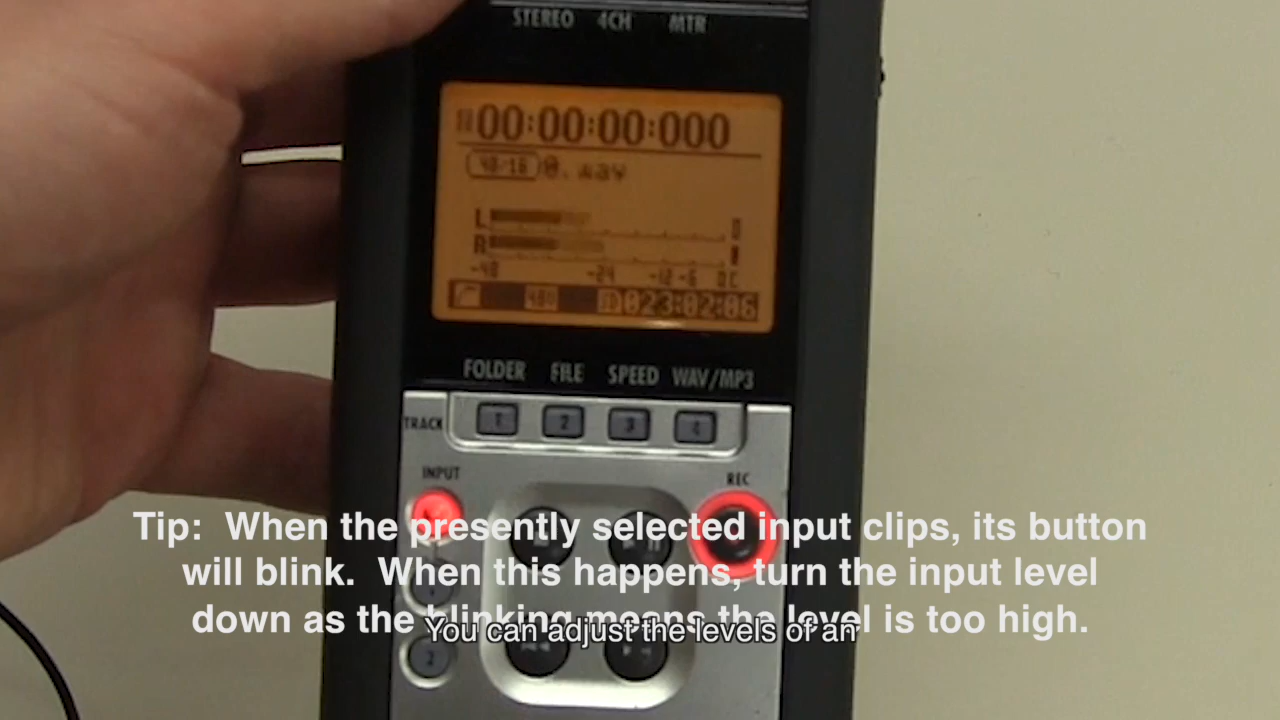 STEREO 4CH MTR
00:00:00:000
48/16
L
R
-48 -24 -12 -6 0
48V 023:02:06
FOLDER FILE SPEED WAV/MP3
TRACK 1 2 3 4
INPUT REC
Tip: When the presently selected input clips, its button
will blink. When this happens, turn the input level
down as the blinking means the level is too high.
You can adjust the levels of an
2